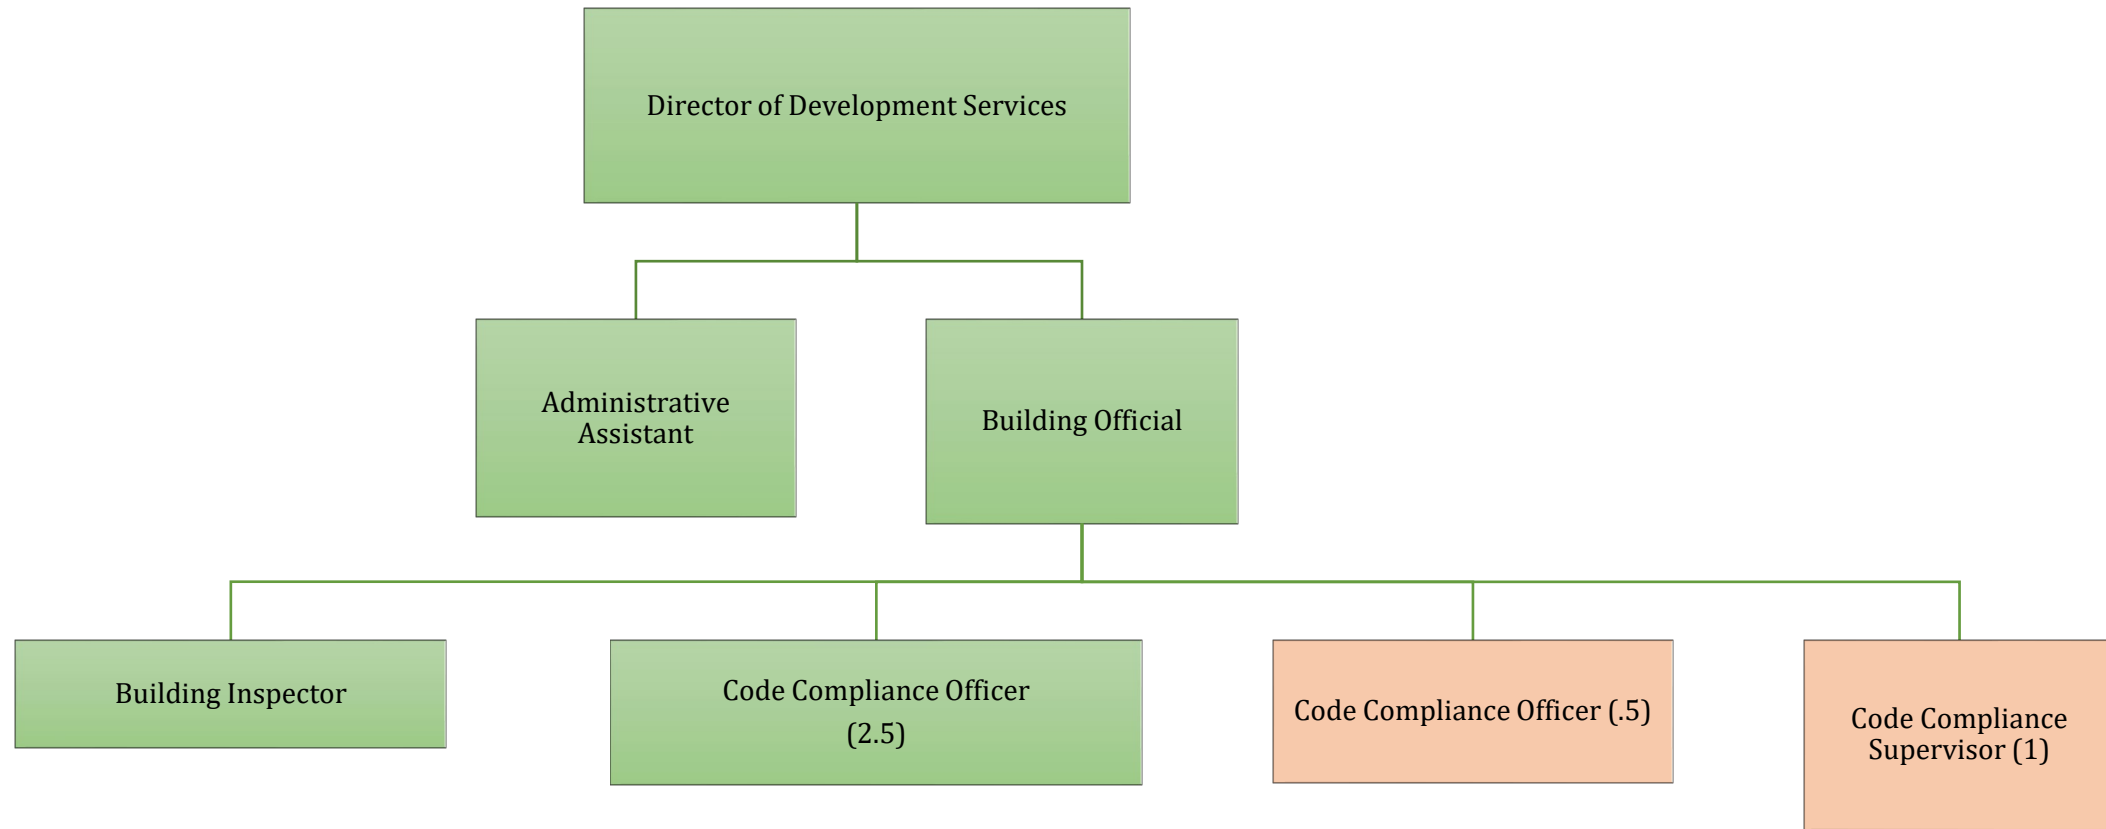 Director of Development Services
Administrative
Assistant
Building Official
Building Inspector
Code Compliance Officer
(2.5)
Code Compliance Officer (.5)
Code Compliance
Supervisor (1)